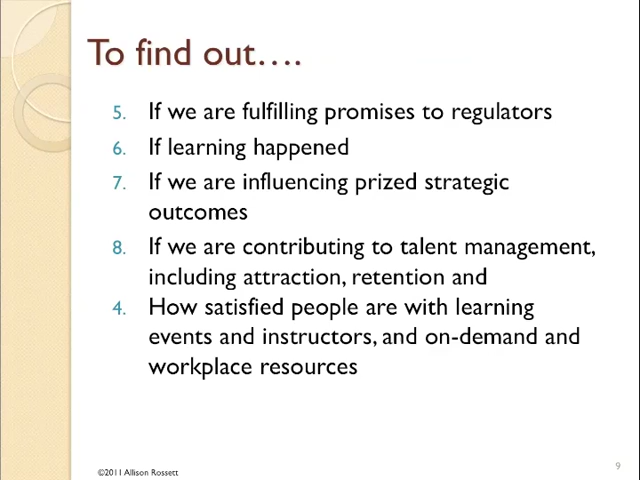 To find out….
5. If we are fulfilling promises to regulators
6. If learning happened
7. If we are influencing prized strategic
outcomes
8. If we are contributing to talent management,
including attraction, retention and
4. How satisfied people are with learning
events and instructors, and on-demand and
workplace resources
©2011 Allison Rossett
9